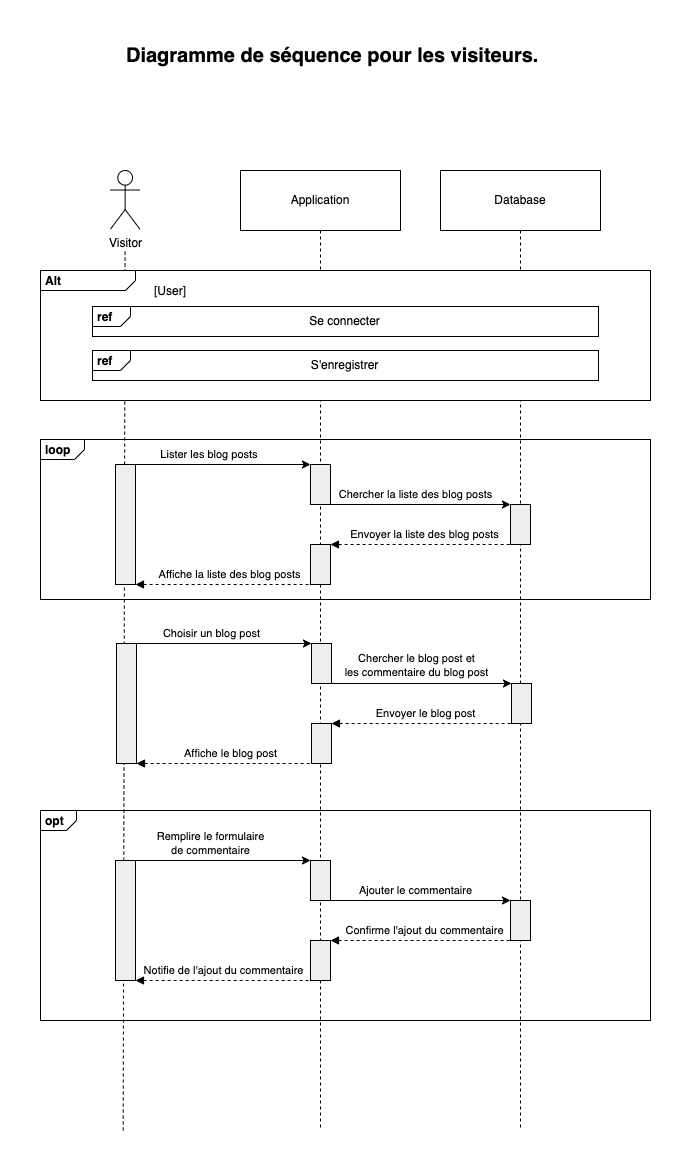 Diagramme de séquence pour les visiteurs.
Visitor
Application
Database
Alt
[User]
ref
Se connecter
ref
S'enregistrer
loop
Lister les blog posts
Chercher la liste des blog posts
Envoyer la liste des blog posts
Affiche la liste des blog posts
Choisir un blog post
Chercher le blog post et
les commentaire du blog post
Envoyer le blog post
Affiche le blog post
opt
Remplire le formulaire
de commentaire
Ajouter le commentaire
Confirme l'ajout du commentaire
Notifie de l'ajout du commentaire